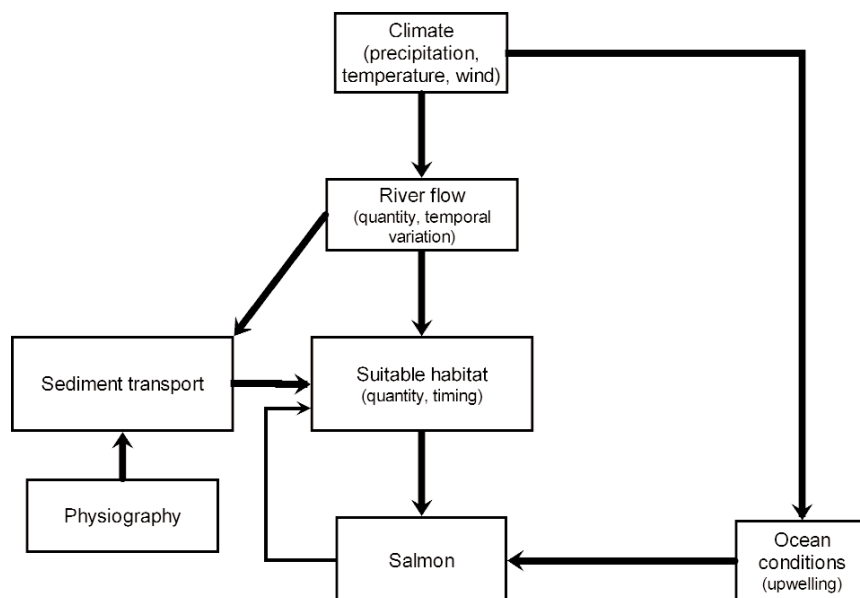 Climate
(precipitation,
temperature, wind)
River flow
(quantity, temporal
variation)
Sediment transport
Suitable habitat
(quantity, timing)
Physiography
Salmon
Ocean
conditions
(upwelling)